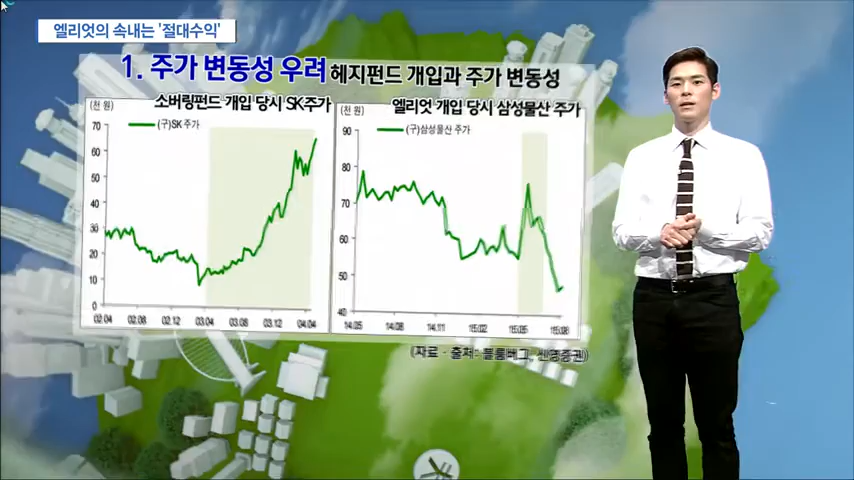 엘리엇의 속내는 '절대수익'
1. 주가 변동성 우려 헤지펀드 개입과 주가 변동성
소버링펀드 개입 당시 SK주가
(천 원)
(구)SK 주가
70
60
50
40
30
20
10
0
02.04 02.08 02.12 03.04 03.08 03.12 04.04
엘리엇 개입 당시 삼성물산 주가
(천 원)
(구)삼성물산 주가
90
80
70
60
50
40
14.05 14.08 14.11 15.02 15.05 15.08
(자료·출처: 블룸버그, 신영증권)